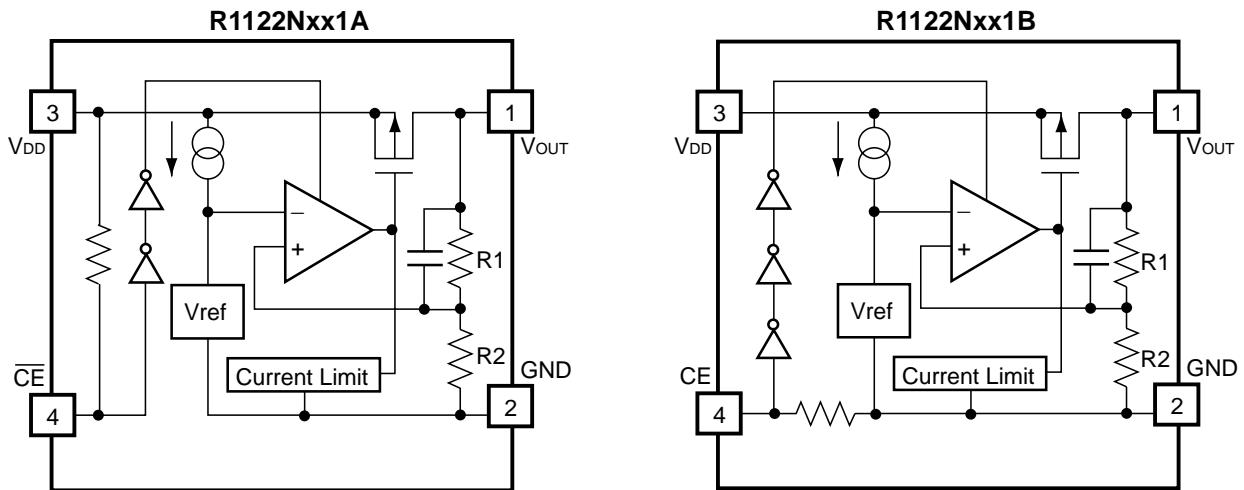 R1122Nxx1A
3
VDD
1
VOUT
−
+
R1
Vref
R2
Current Limit
CE
4
GND
2
R1122Nxx1B
3
VDD
1
VOUT
−
+
R1
Vref
R2
Current Limit
CE
4
GND
2